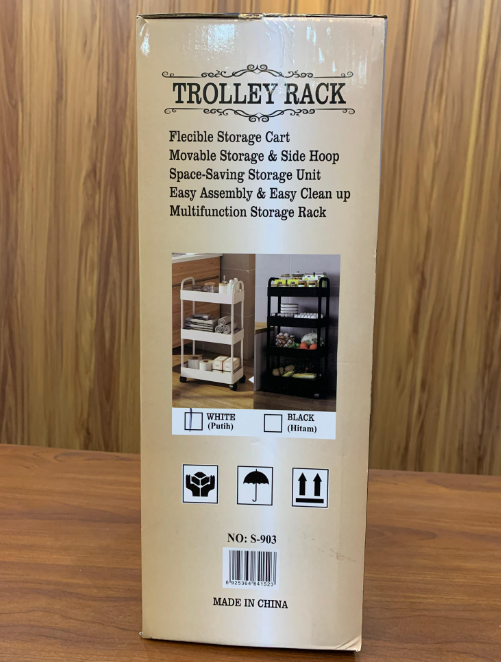 TROLLEY RACK
Flecible Storage Cart
Movable Storage & Side Hoop
Space-Saving Storage Unit
Easy Assembly & Easy Clean up
Multifunction Storage Rack
WHITE
(Putih)
BLACK
(Hitam)
NO: S-903
MADE IN CHINA